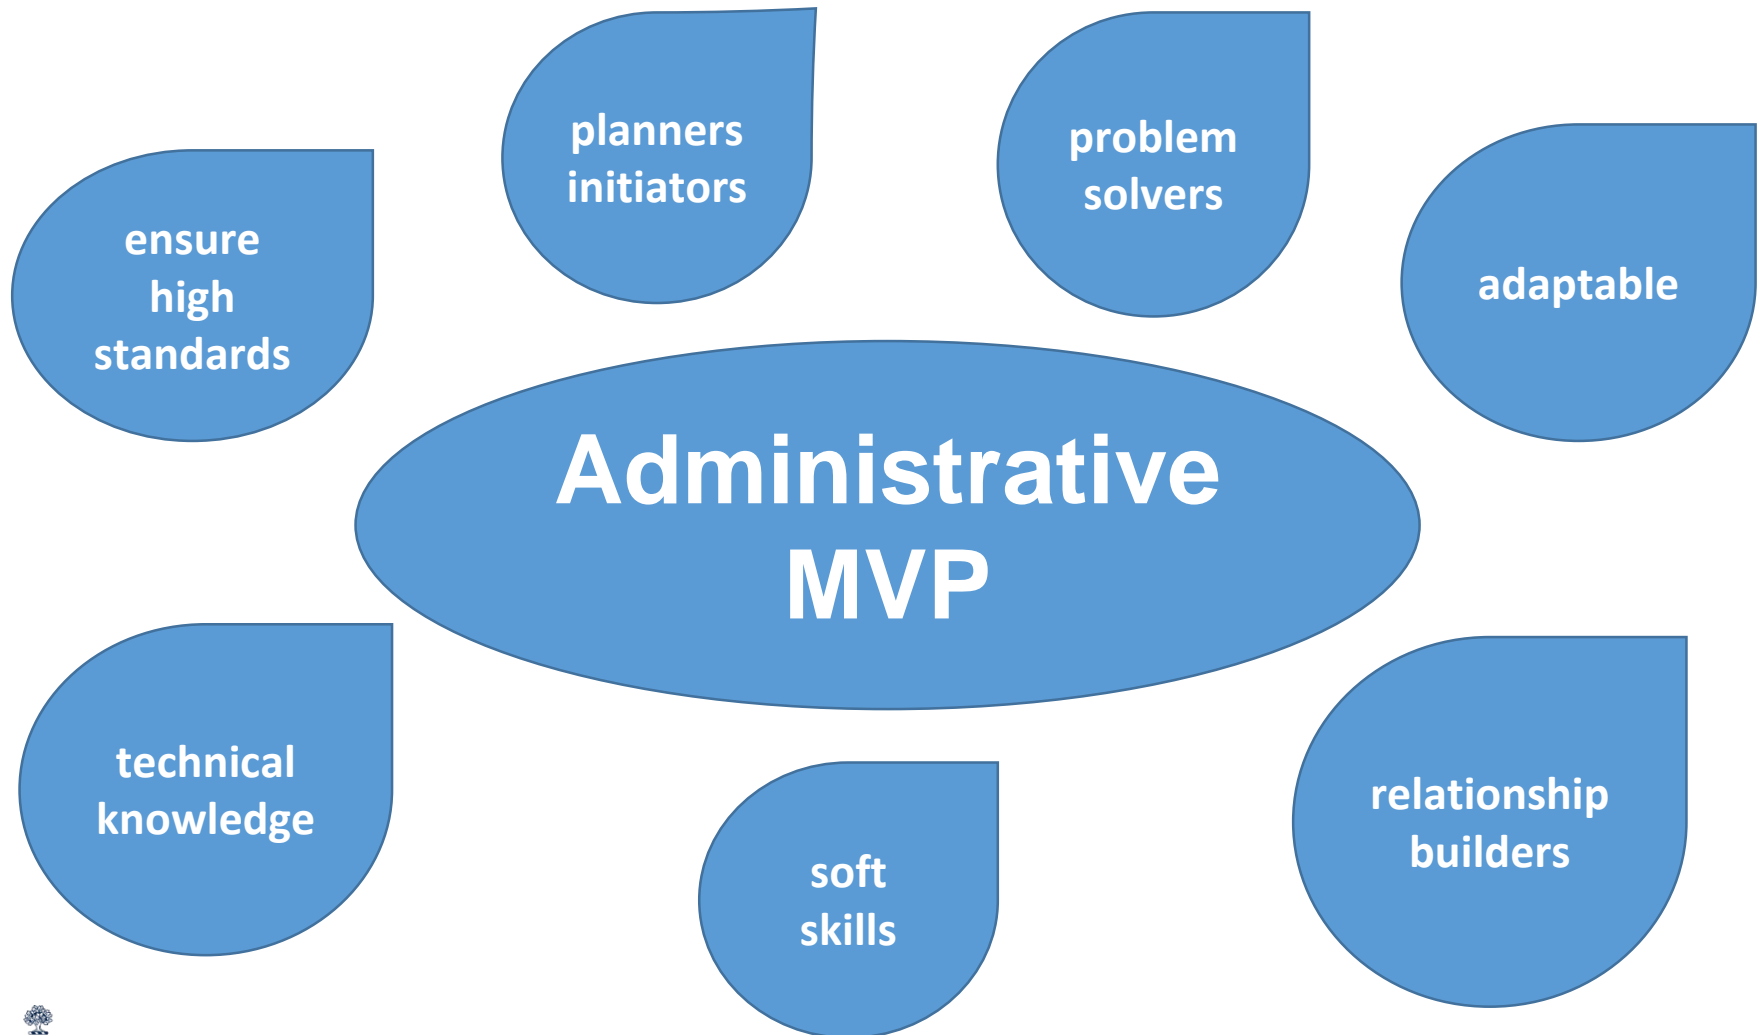 planners
initiators
problem
solvers
ensure
high
standards
adaptable
Administrative
MVP
technical
knowledge
soft
skills
relationship
builders